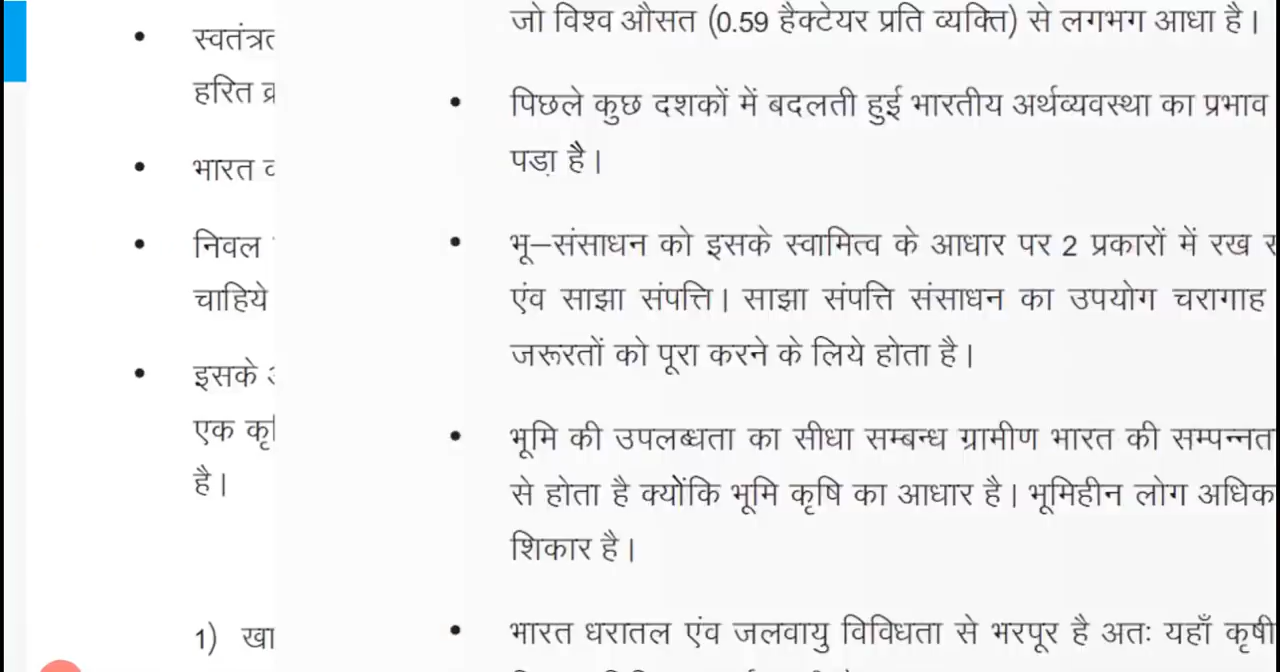 स्वतंत्रत
हरित क्र
भारत
निवल
चाहिये
इसके
एक
है।
1) खा
जो विश्व औसत (0.59 हैक्टेयर प्रति व्यक्ति) से लगभग आधा है।
पिछले कुछ दशकों में बदलती हुई भारतीय अर्थव्यवस्था का प्रभाव
पड़ा है।
भू–संसाधन को इसके स्वामित्व के आधार पर 2 प्रकारों में रख
एंव साझा संपत्ति। साझा संपत्ति संसाधन का उपयोग चरागाह
जरूरतों को पूरा करने के लिये होता है।
भूमि की उपलब्धता का सीधा सम्बन्ध ग्रामीण भारत की सम्पन्नत
से होता है क्योंकि भूमि कृषि का आधार है। भूमिहीन लोग अधिक
शिकार है।
भारत धरातल एंव जलवायु विविधता से भरपूर है अतः यहाँ कृषी